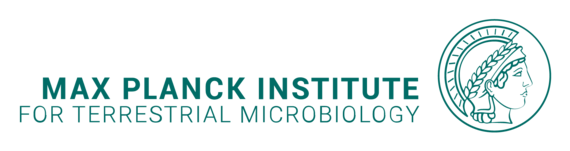 MAX PLANCK INSTITUTE
FOR TERRESTRIAL MICROBIOLOGY